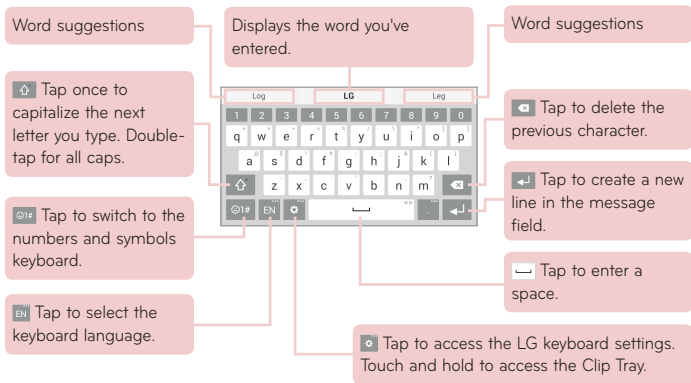 Word suggestions
Displays the word you've
entered.
Word suggestions
Tap once to
capitalize the next
letter you type. Double-
tap for all caps.
☺1# Tap to switch to the
numbers and symbols
keyboard.
EN Tap to select the
keyboard language.
Log LG Leg
1 2 3 4 5 6 7 8 9 0
q w e r t y u i o p
a s d f g h j k l
z x c v b n m
☺1# EN .
Tap to delete the
previous character.
Tap to create a new
line in the message
field.
Tap to enter a
space.
Tap to access the LG keyboard settings.
Touch and hold to access the Clip Tray.